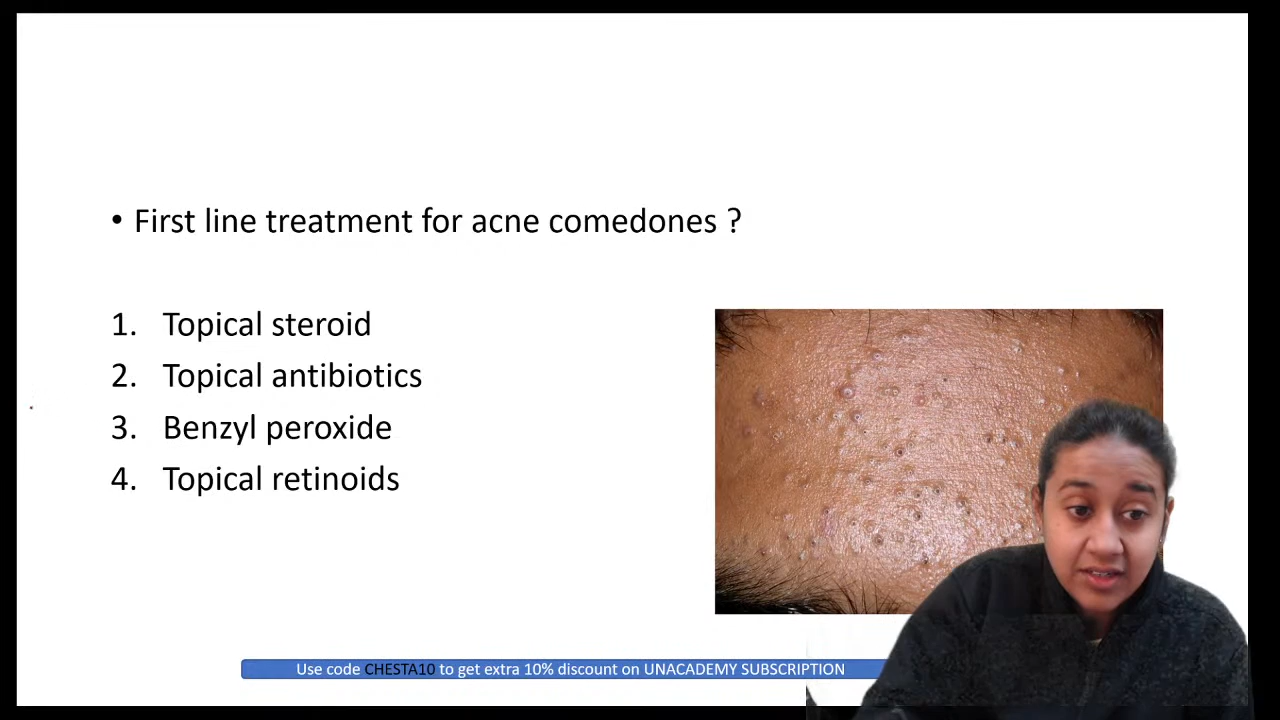 • First line treatment for acne comedones ?
1. Topical steroid
2. Topical antibiotics
3. Benzyl peroxide
4. Topical retinoids
Use code CHESTA10 to get extra 10% discount on UNACADEMY SUBSCRIPTION